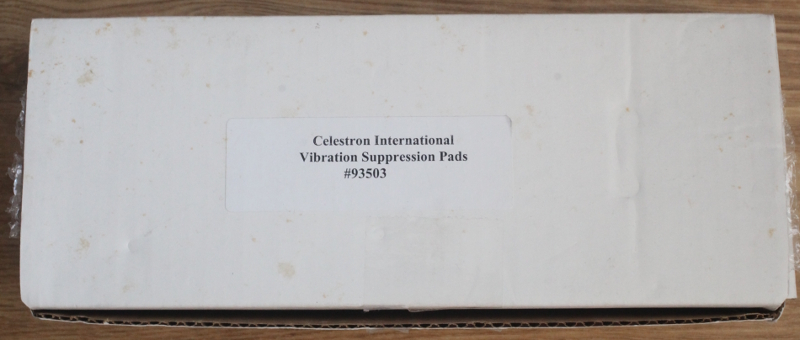 Celestron International
Vibration Suppression Pads
#93503